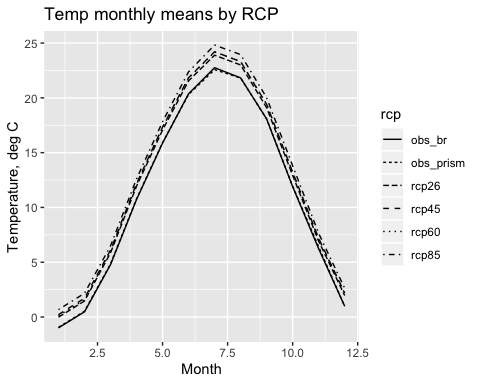 Temp monthly means by RCP
25
20
15
10
5
0
Temperature, deg C
2.5 5.0 7.5 10.0 12.5
Month
rcp
obs_br
obs_prism
rcp26
rcp45
rcp60
rcp85